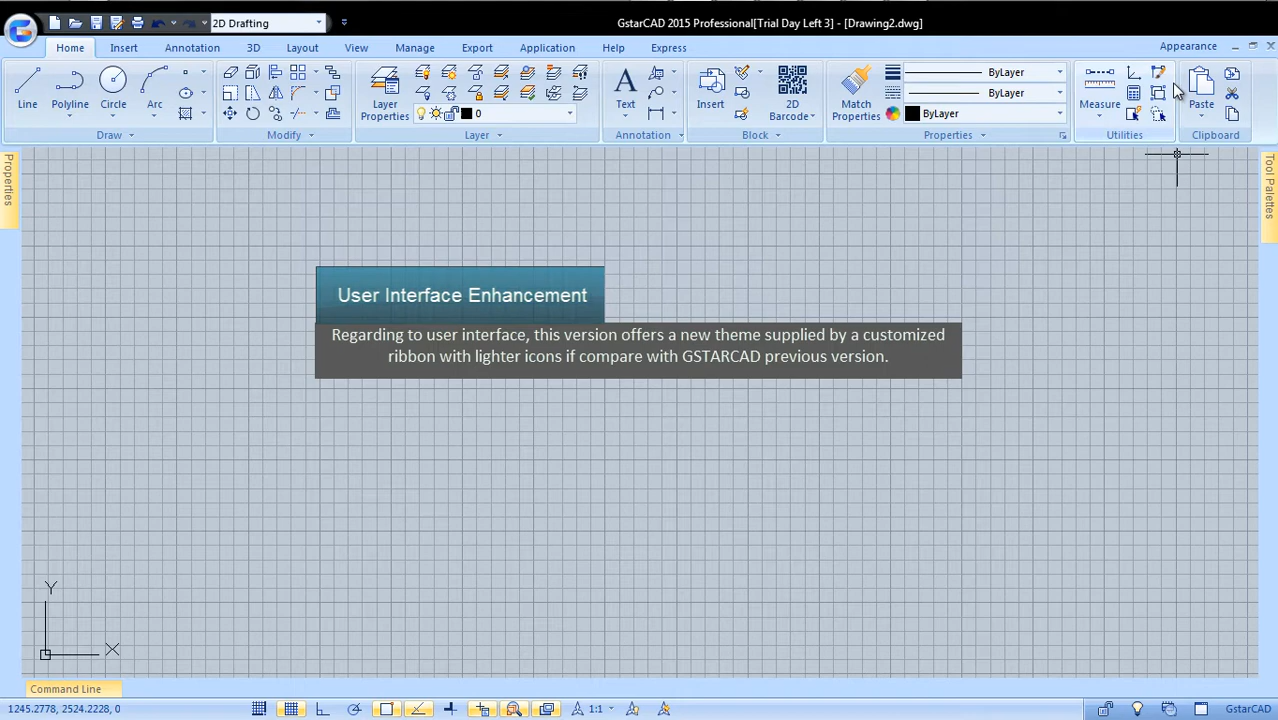 2D Drafting
GstarCAD 2015 Professional[Trial Day Left 3] - [Drawing2.dwg]
Home Insert Annotation 3D Layout View Manage Export Application Help Express Appearance
Line Polyline Circle Arc
Draw
Modify
Layer
Properties
0
Layer
Text
Annotation
Insert
2D
Barcode
Block
Match
Properties
ByLayer
ByLayer
ByLayer
Properties
Measure
Utilities
Paste
Clipboard
Properties
Tool Palettes
User Interface Enhancement
Regarding to user interface, this version offers a new theme supplied by a customized
ribbon with lighter icons if compare with GSTARCAD previous version.
Y
X
Command Line
1245.2778, 2524.2228, 0
1:1
GstarCAD